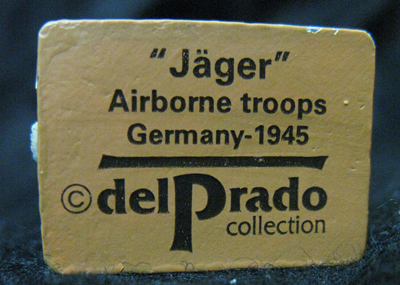 "Jäger"
Airborne troops
Germany-1945
©delPrado
collection